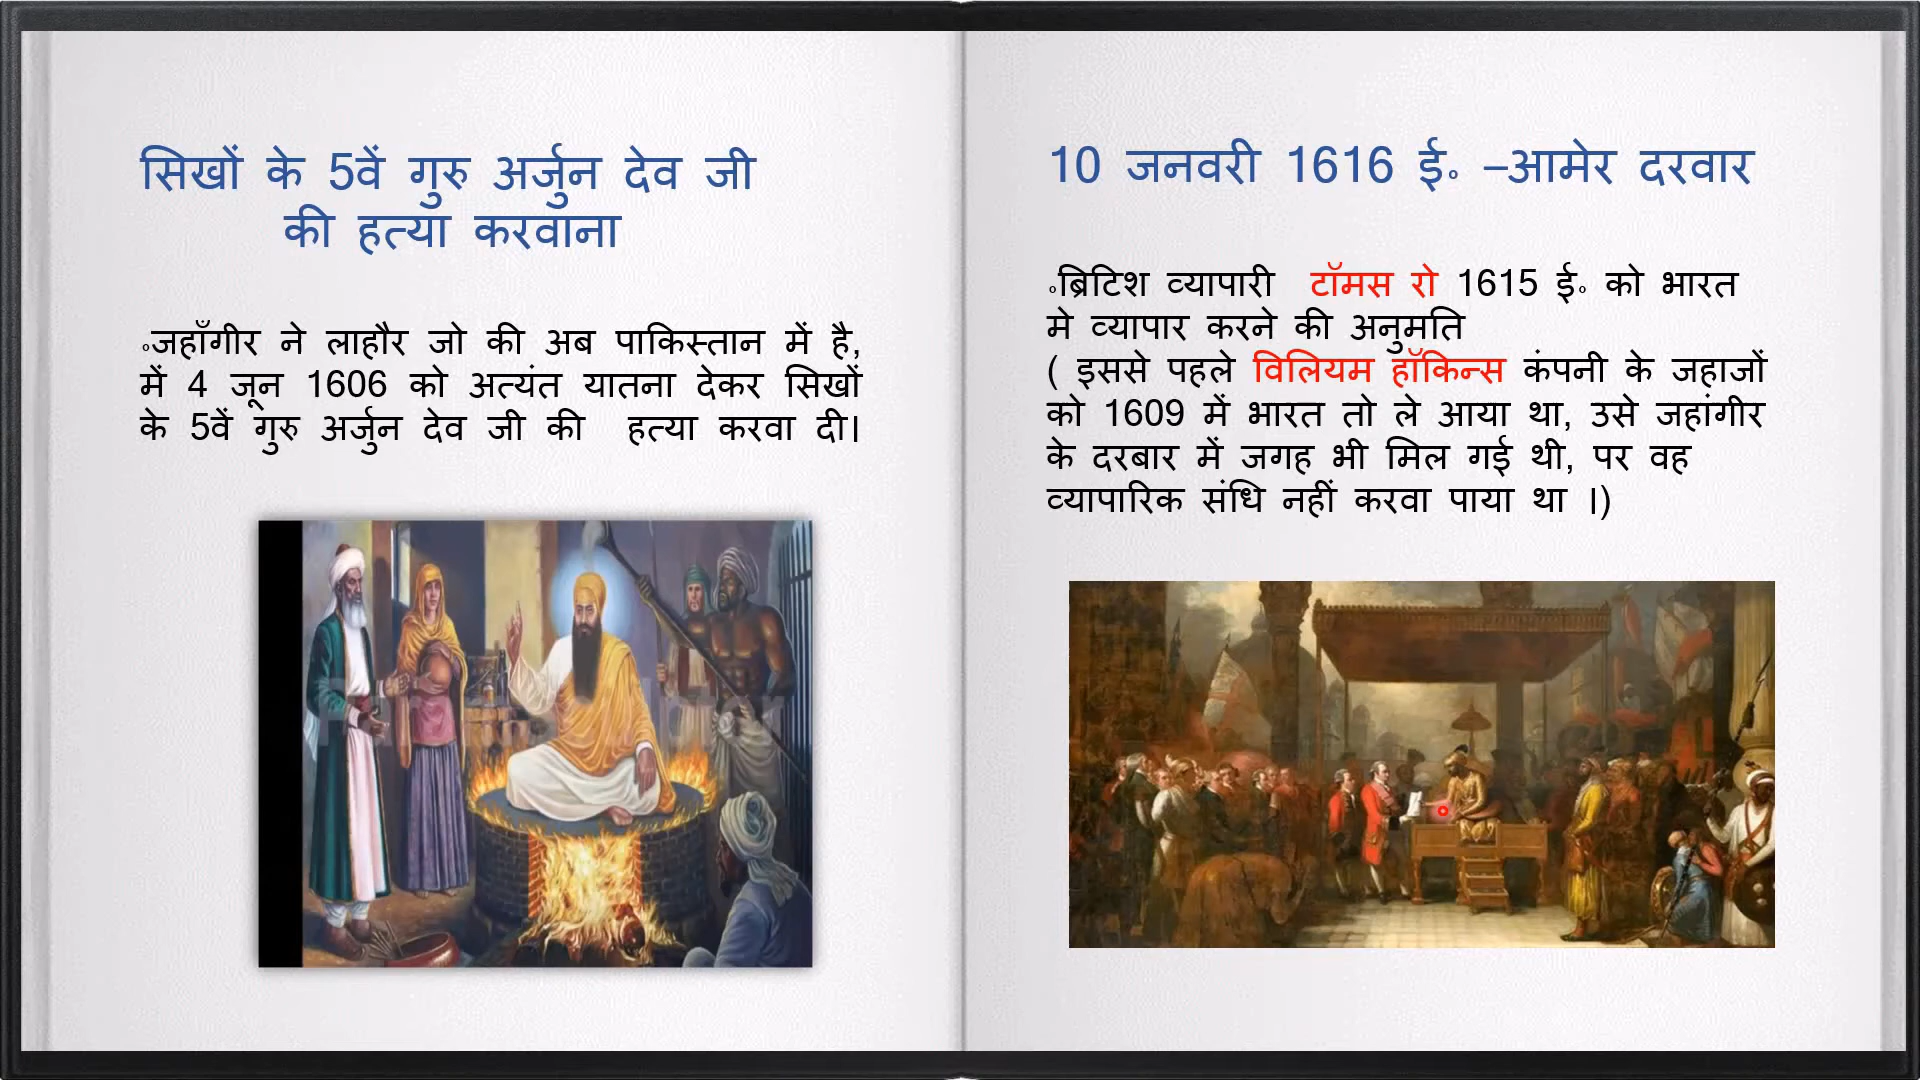 सिखों के 5वें गुरु अर्जुन देव जी
की हत्या करवाना
॰जहाँगीर ने लाहौर जो की अब पाकिस्तान में है,
में 4 जून 1606 को अत्यंत यातना देकर सिखों
के 5वें गुरु अर्जुन देव जी की हत्या करवा दी।
10 जनवरी 1616 ई॰ –आमेर दरवार
॰ब्रिटिश व्यापारी टॉमस रो 1615 ई॰ को भारत
मे व्यापार करने की अनुमति
( इससे पहले विलियम हॉकिन्स कंपनी के जहाजों
को 1609 में भारत तो ले आया था, उसे जहांगीर
के दरबार में जगह भी मिल गई थी, पर वह
व्यापारिक संधि नहीं करवा पाया था ।)